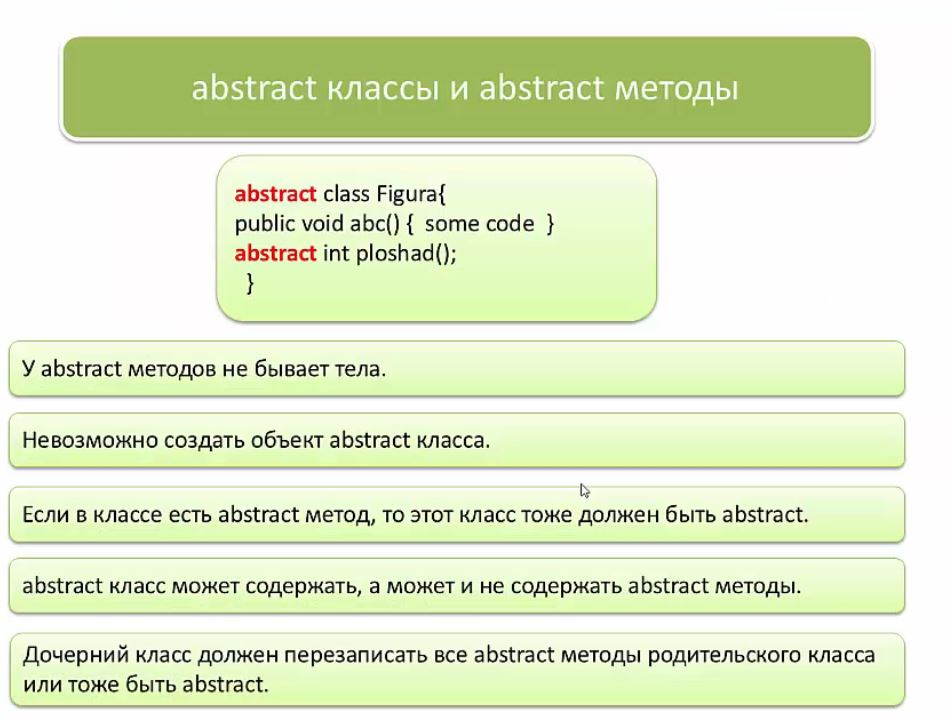 abstract классы и abstract методы
abstract class Figura{
public void abc() { some code }
abstract int ploshad();
}
У abstract методов не бывает тела.
Невозможно создать объект abstract класса.
Если в классе есть abstract метод, то этот класс тоже должен быть abstract.
abstract класс может содержать, а может и не содержать abstract методы.
Дочерний класс должен перезаписать все abstract методы родительского класса
или тоже быть abstract.